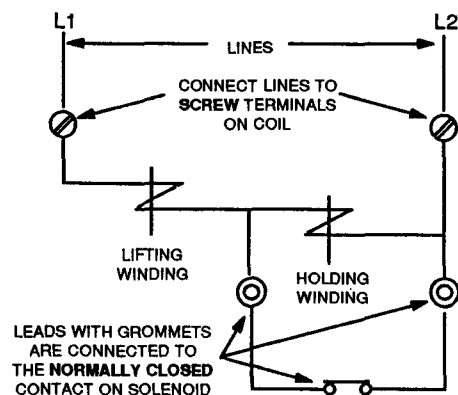 L1 L2
LINES
CONNECT LINES TO
SCREW TERMINALS
ON COIL
LIFTING
WINDING
HOLDING
WINDING
LEADS WITH GROMMETS
ARE CONNECTED TO
THE NORMALLY CLOSED
CONTACT ON SOLENOID